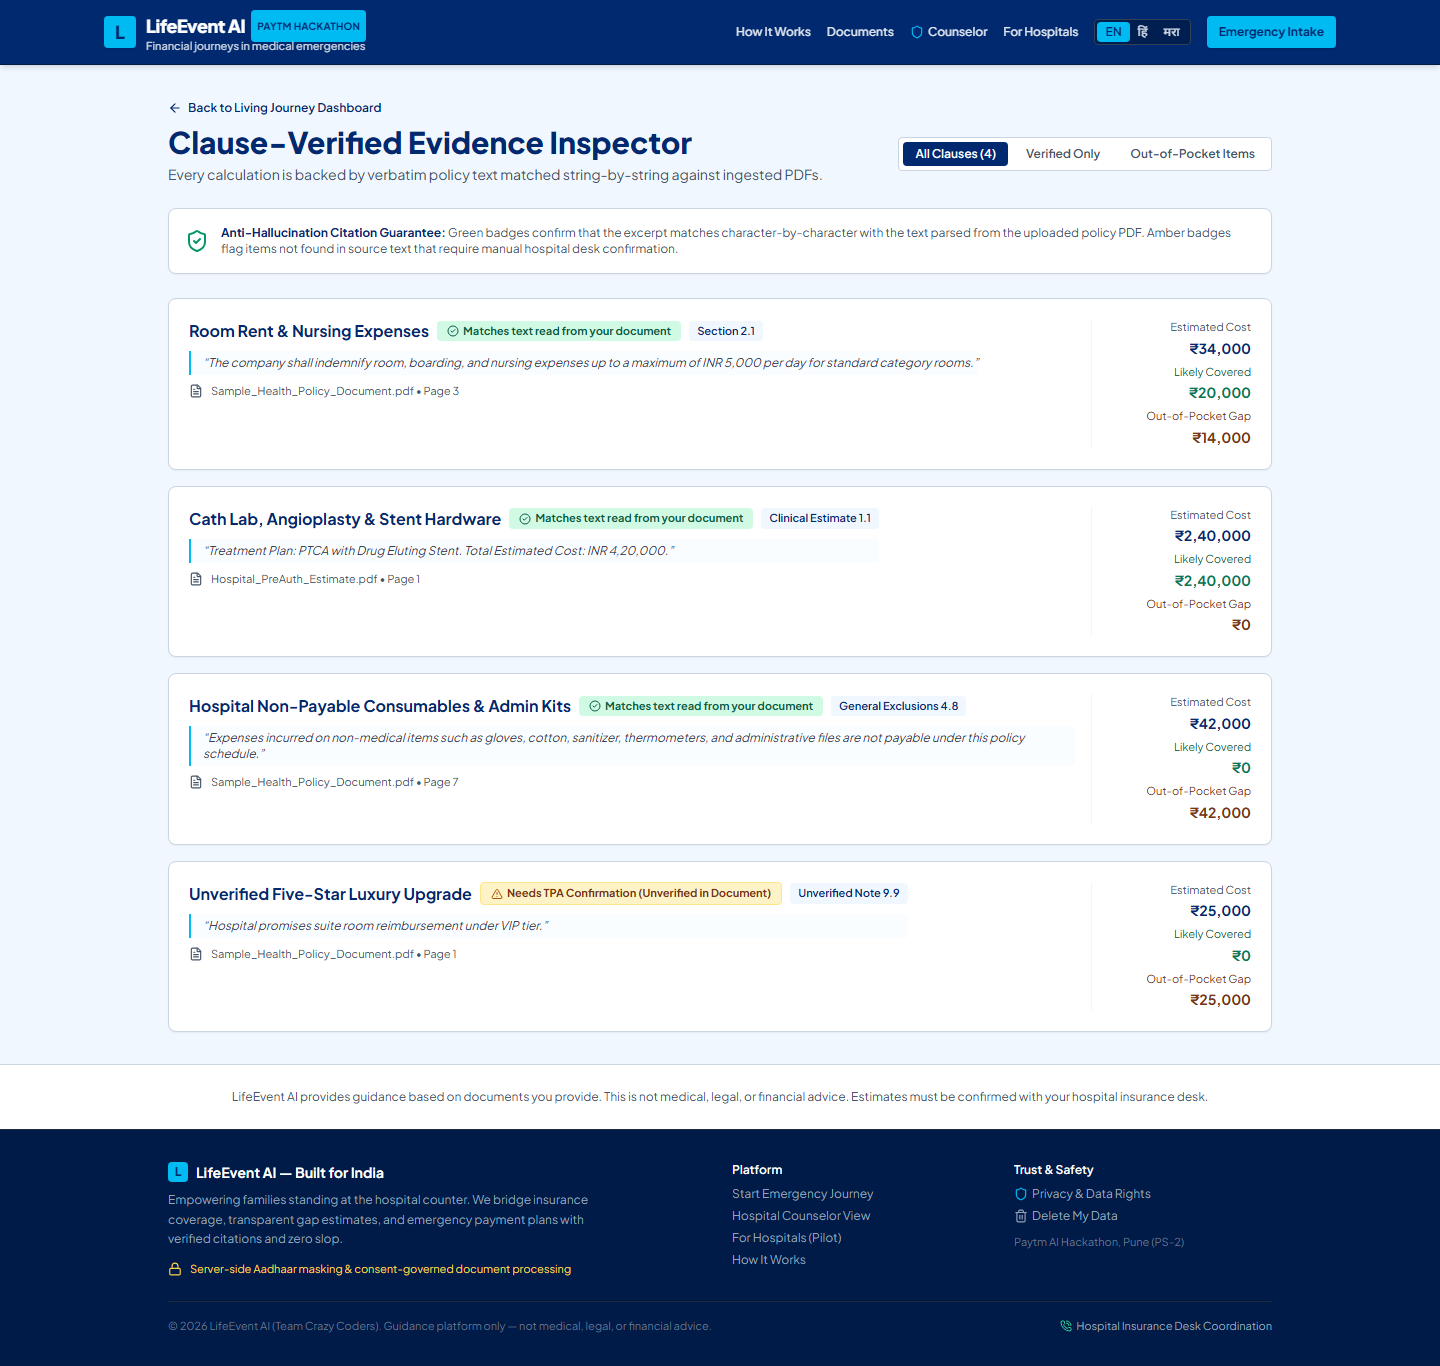 L
LifeEvent AI
PAYTM HACKATHON
Financial journeys in medical emergencies
How It Works
Documents
Counselor
For Hospitals
EN
हिं
मरा
Emergency Intake
Back to Living Journey Dashboard
Clause-Verified Evidence Inspector
Every calculation is backed by verbatim policy text matched string-by-string against ingested PDFs.
All Clauses (4)
Verified Only
Out-of-Pocket Items
Anti-Hallucination Citation Guarantee: Green badges confirm that the excerpt matches character-by-character with the text parsed from the uploaded policy PDF. Amber badges
flag items not found in source text that require manual hospital desk confirmation.
Room Rent & Nursing Expenses
Matches text read from your document
Section 2.1
"The company shall indemnify room, boarding, and nursing expenses up to a maximum of INR 5,000 per day for standard category rooms."
Sample_Health_Policy_Document.pdf • Page 3
Estimated Cost
₹34,000
Likely Covered
₹20,000
Out-of-Pocket Gap
₹14,000
Cath Lab, Angioplasty & Stent Hardware
Matches text read from your document
Clinical Estimate 1.1
"Treatment Plan: PTCA with Drug Eluting Stent. Total Estimated Cost: INR 4,20,000."
Hospital_PreAuth_Estimate.pdf • Page 1
Estimated Cost
₹2,40,000
Likely Covered
₹2,40,000
Out-of-Pocket Gap
₹0
Hospital Non-Payable Consumables & Admin Kits
Matches text read from your document
General Exclusions 4.8
"Expenses incurred on non-medical items such as gloves, cotton, sanitizer, thermometers, and administrative files are not payable under this policy
schedule."
Sample_Health_Policy_Document.pdf • Page 7
Estimated Cost
₹42,000
Likely Covered
₹0
Out-of-Pocket Gap
₹42,000
Unverified Five-Star Luxury Upgrade
Needs TPA Confirmation (Unverified in Document)
Unverified Note 9.9
"Hospital promises suite room reimbursement under VIP tier."
Sample_Health_Policy_Document.pdf • Page 1
Estimated Cost
₹25,000
Likely Covered
₹0
Out-of-Pocket Gap
₹25,000
LifeEvent AI provides guidance based on documents you provide. This is not medical, legal, or financial advice. Estimates must be confirmed with your hospital insurance desk.
L
LifeEvent AI — Built for India
Empowering families standing at the hospital counter. We bridge insurance
coverage, transparent gap estimates, and emergency payment plans with
verified citations and zero slop.
Server-side Aadhaar masking & consent-governed document processing
Platform
Start Emergency Journey
Hospital Counselor View
For Hospitals (Pilot)
How It Works
Trust & Safety
Privacy & Data Rights
Delete My Data
Paytm AI Hackathon, Pune (PS-2)
© 2026 LifeEvent AI (Team Crazy Coders). Guidance platform only — not medical, legal, or financial advice.
Hospital Insurance Desk Coordination